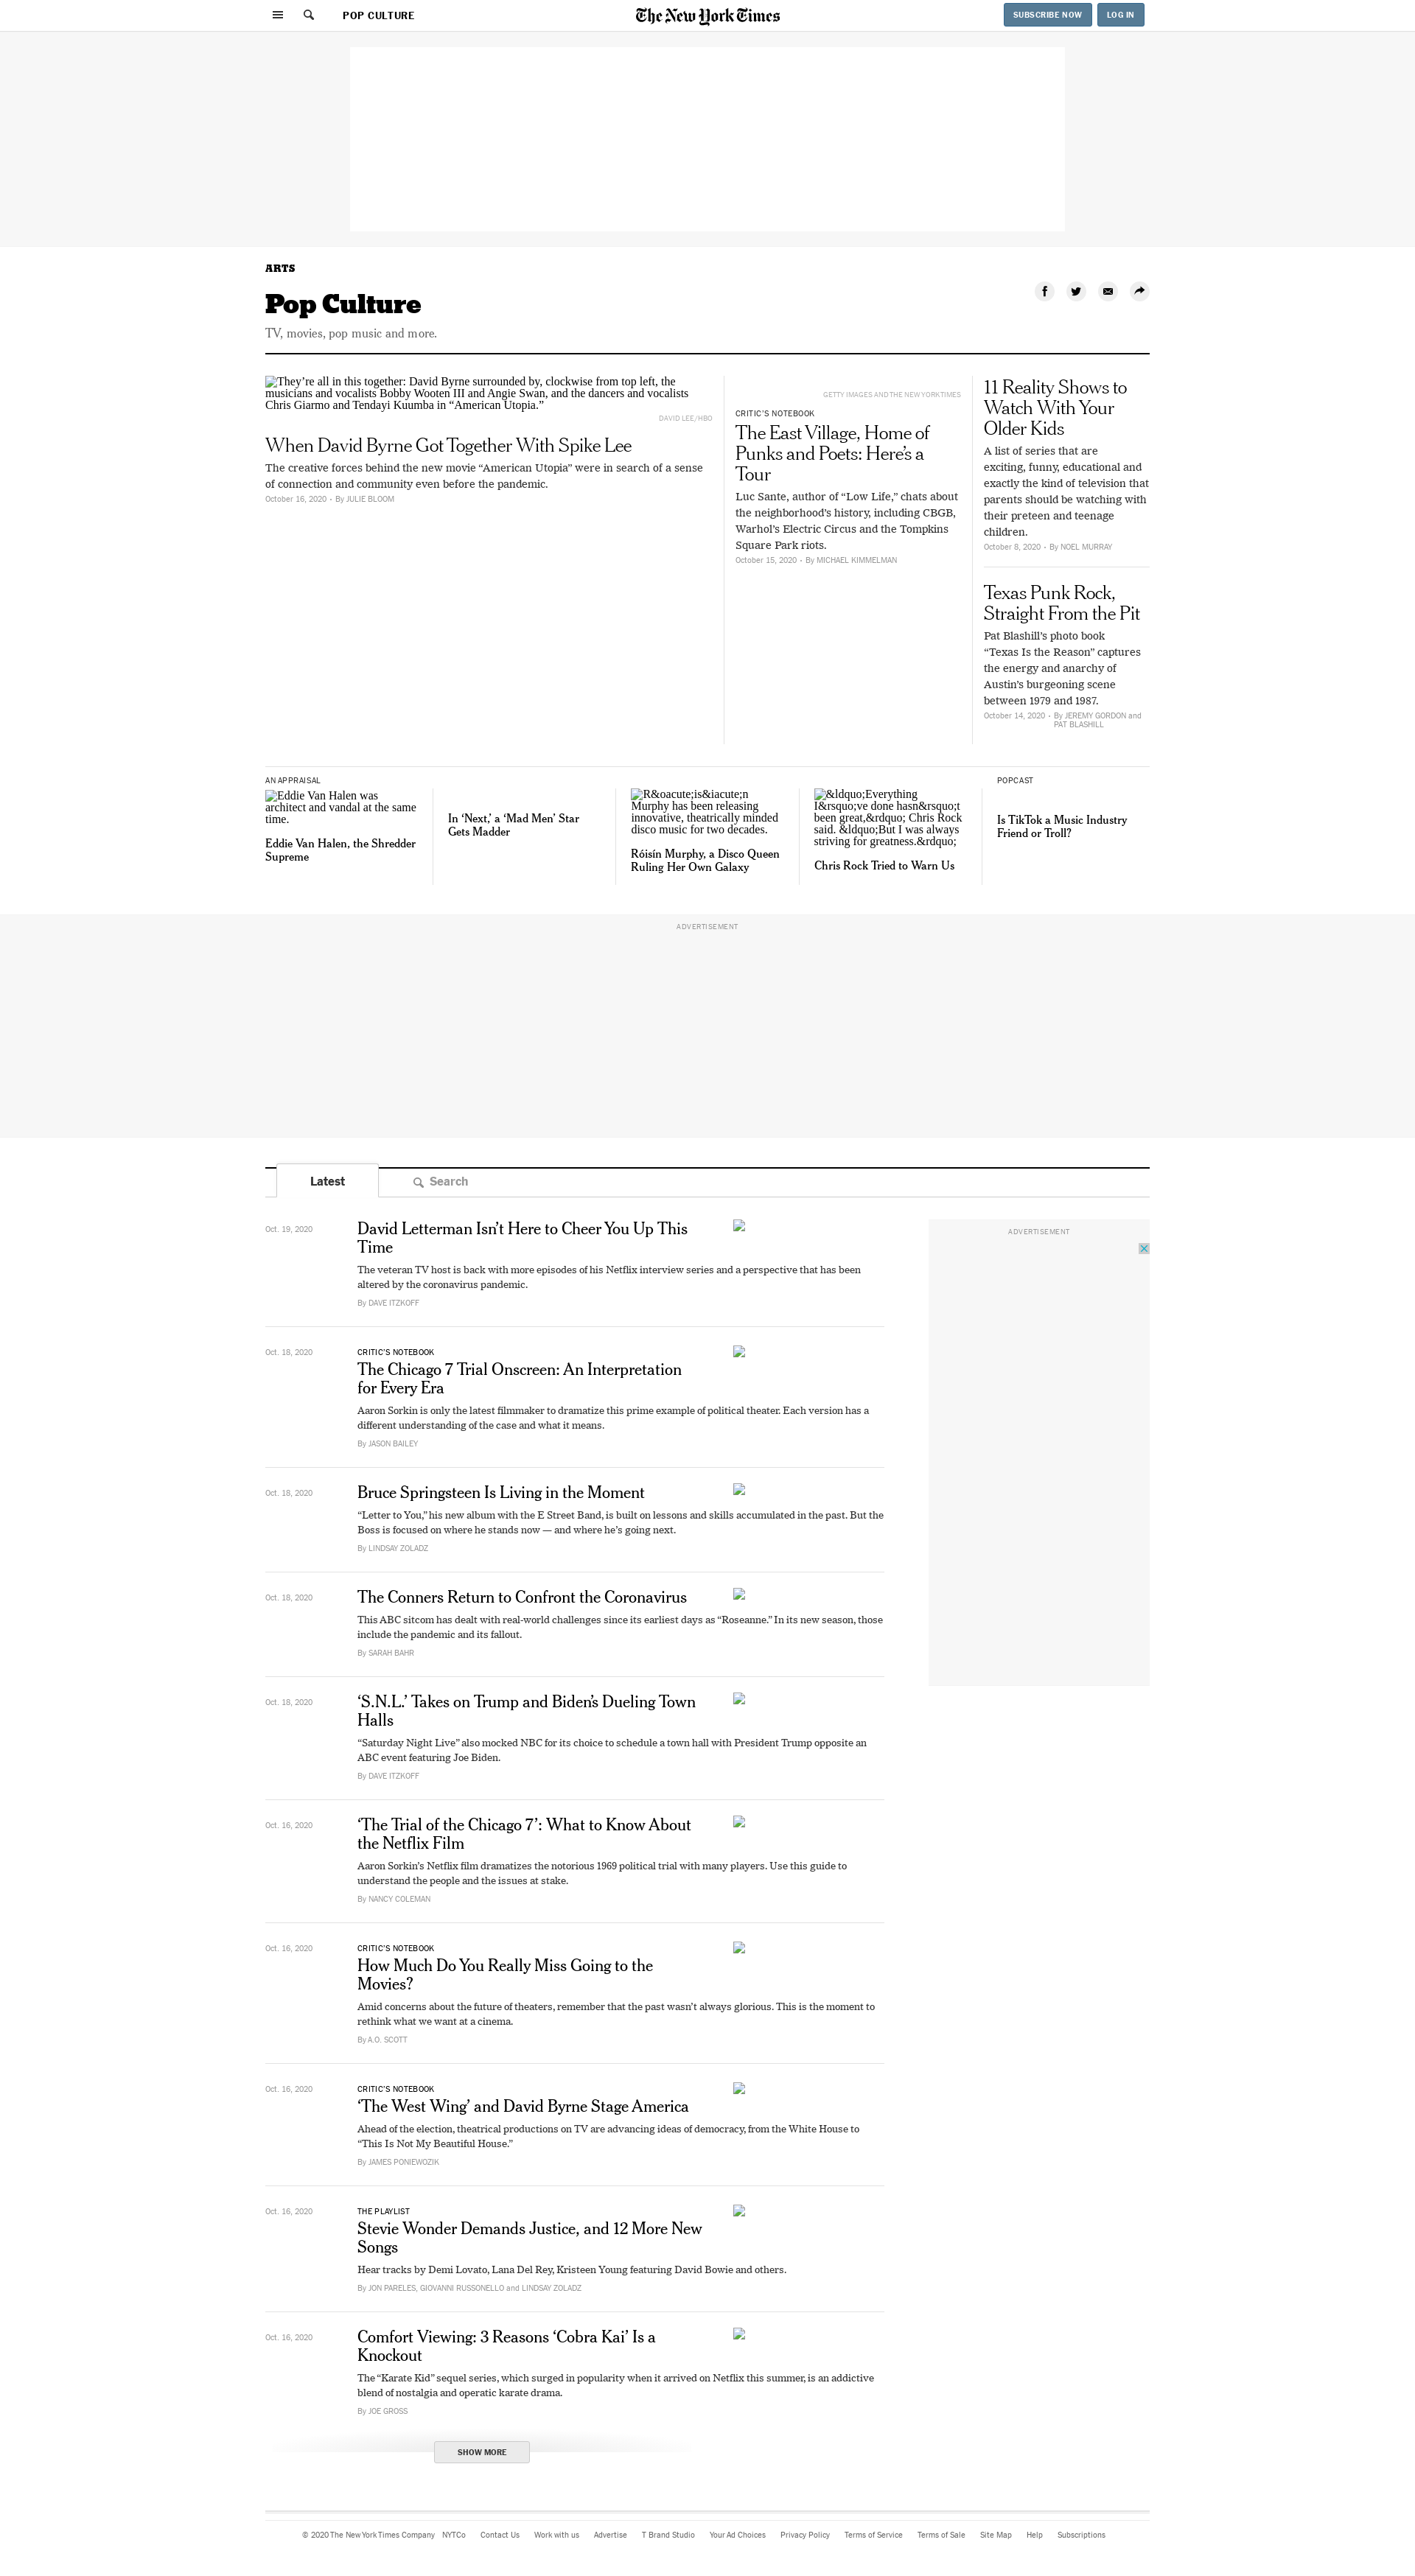 POP CULTURE
The New York Times
SUBSCRIBE NOW
LOG IN
ARTS
Pop Culture
TV, movies, pop music and more.
They’re all in this together: David Byrne surrounded by, clockwise from top left, the
musicians and vocalists Bobby Wooten III and Angie Swan, and the dancers and vocalists
Chris Giarmo and Tendayi Kuumba in “American Utopia.”
DAVID LEE/HBO
When David Byrne Got Together With Spike Lee
The creative forces behind the new movie “American Utopia” were in search of a sense
of connection and community even before the pandemic.
October 16, 2020 • By JULIE BLOOM
GETTY IMAGES AND THE NEW YORK TIMES
CRITIC’S NOTEBOOK
The East Village, Home of
Punks and Poets: Here’s a
Tour
Luc Sante, author of “Low Life,” chats about
the neighborhood’s history, including CBGB,
Warhol’s Electric Circus and the Tompkins
Square Park riots.
October 15, 2020 • By MICHAEL KIMMELMAN
11 Reality Shows to
Watch With Your
Older Kids
A list of series that are
exciting, funny, educational and
exactly the kind of television that
parents should be watching with
their preteen and teenage
children.
October 8, 2020 • By NOEL MURRAY
Texas Punk Rock,
Straight From the Pit
Pat Blashill’s photo book
“Texas Is the Reason” captures
the energy and anarchy of
Austin’s burgeoning scene
between 1979 and 1987.
October 14, 2020 • By JEREMY GORDON and
PAT BLASHILL
AN APPRAISAL
Eddie Van Halen was
architect and vandal at the same
time.
Eddie Van Halen, the Shredder
Supreme
In ‘Next,’ a ‘Mad Men’ Star
Gets Madder
R&oacute;is&iacute;n
Murphy has been releasing
innovative, theatrically minded
disco music for two decades.
Róisín Murphy, a Disco Queen
Ruling Her Own Galaxy
&ldquo;Everything
I&rsquo;ve done hasn&rsquo;t
been great,&rdquo; Chris Rock
said. &ldquo;But I was always
striving for greatness.&rdquo;
Chris Rock Tried to Warn Us
POPCAST
Is TikTok a Music Industry
Friend or Troll?
ADVERTISEMENT
Latest
Search
ADVERTISEMENT
Oct. 19, 2020
David Letterman Isn’t Here to Cheer You Up This
Time
The veteran TV host is back with more episodes of his Netflix interview series and a perspective that has been
altered by the coronavirus pandemic.
By DAVE ITZKOFF
Oct. 18, 2020
CRITIC’S NOTEBOOK
The Chicago 7 Trial Onscreen: An Interpretation
for Every Era
Aaron Sorkin is only the latest filmmaker to dramatize this prime example of political theater. Each version has a
different understanding of the case and what it means.
By JASON BAILEY
Oct. 18, 2020
Bruce Springsteen Is Living in the Moment
“Letter to You,” his new album with the E Street Band, is built on lessons and skills accumulated in the past. But the
Boss is focused on where he stands now — and where he’s going next.
By LINDSAY ZOLADZ
Oct. 18, 2020
The Conners Return to Confront the Coronavirus
This ABC sitcom has dealt with real-world challenges since its earliest days as “Roseanne.” In its new season, those
include the pandemic and its fallout.
By SARAH BAHR
Oct. 18, 2020
‘S.N.L.’ Takes on Trump and Biden’s Dueling Town
Halls
“Saturday Night Live” also mocked NBC for its choice to schedule a town hall with President Trump opposite an
ABC event featuring Joe Biden.
By DAVE ITZKOFF
Oct. 16, 2020
‘The Trial of the Chicago 7’: What to Know About
the Netflix Film
Aaron Sorkin’s Netflix film dramatizes the notorious 1969 political trial with many players. Use this guide to
understand the people and the issues at stake.
By NANCY COLEMAN
Oct. 16, 2020
CRITIC’S NOTEBOOK
How Much Do You Really Miss Going to the
Movies?
Amid concerns about the future of theaters, remember that the past wasn’t always glorious. This is the moment to
rethink what we want at a cinema.
By A.O. SCOTT
Oct. 16, 2020
CRITIC’S NOTEBOOK
‘The West Wing’ and David Byrne Stage America
Ahead of the election, theatrical productions on TV are advancing ideas of democracy, from the White House to
“This Is Not My Beautiful House.”
By JAMES PONIEWOZIK
Oct. 16, 2020
THE PLAYLIST
Stevie Wonder Demands Justice, and 12 More New
Songs
Hear tracks by Demi Lovato, Lana Del Rey, Kristeen Young featuring David Bowie and others.
By JON PARELES, GIOVANNI RUSSONELLO and LINDSAY ZOLADZ
Oct. 16, 2020
Comfort Viewing: 3 Reasons ‘Cobra Kai’ Is a
Knockout
The “Karate Kid” sequel series, which surged in popularity when it arrived on Netflix this summer, is an addictive
blend of nostalgia and operatic karate drama.
By JOE GROSS
SHOW MORE
© 2020 The New York Times Company NYTCo Contact Us Work with us Advertise T Brand Studio Your Ad Choices Privacy Policy Terms of Service Terms of Sale Site Map Help Subscriptions